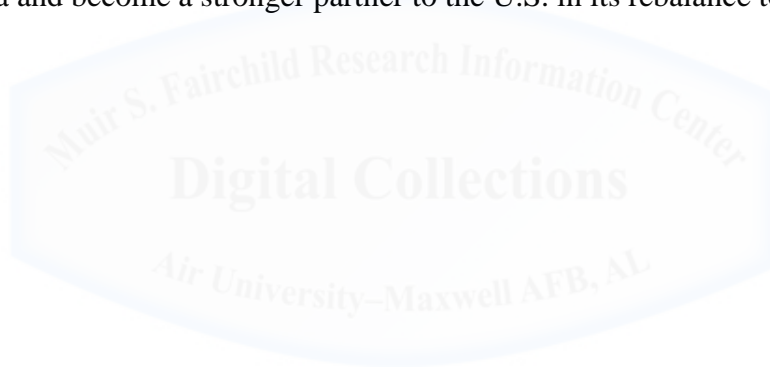 and become a stronger partner to the U.S. in its rebalance
Muir S. Fairchild Research Information Center
Digital Collections
Air University–Maxwell AFB, AL